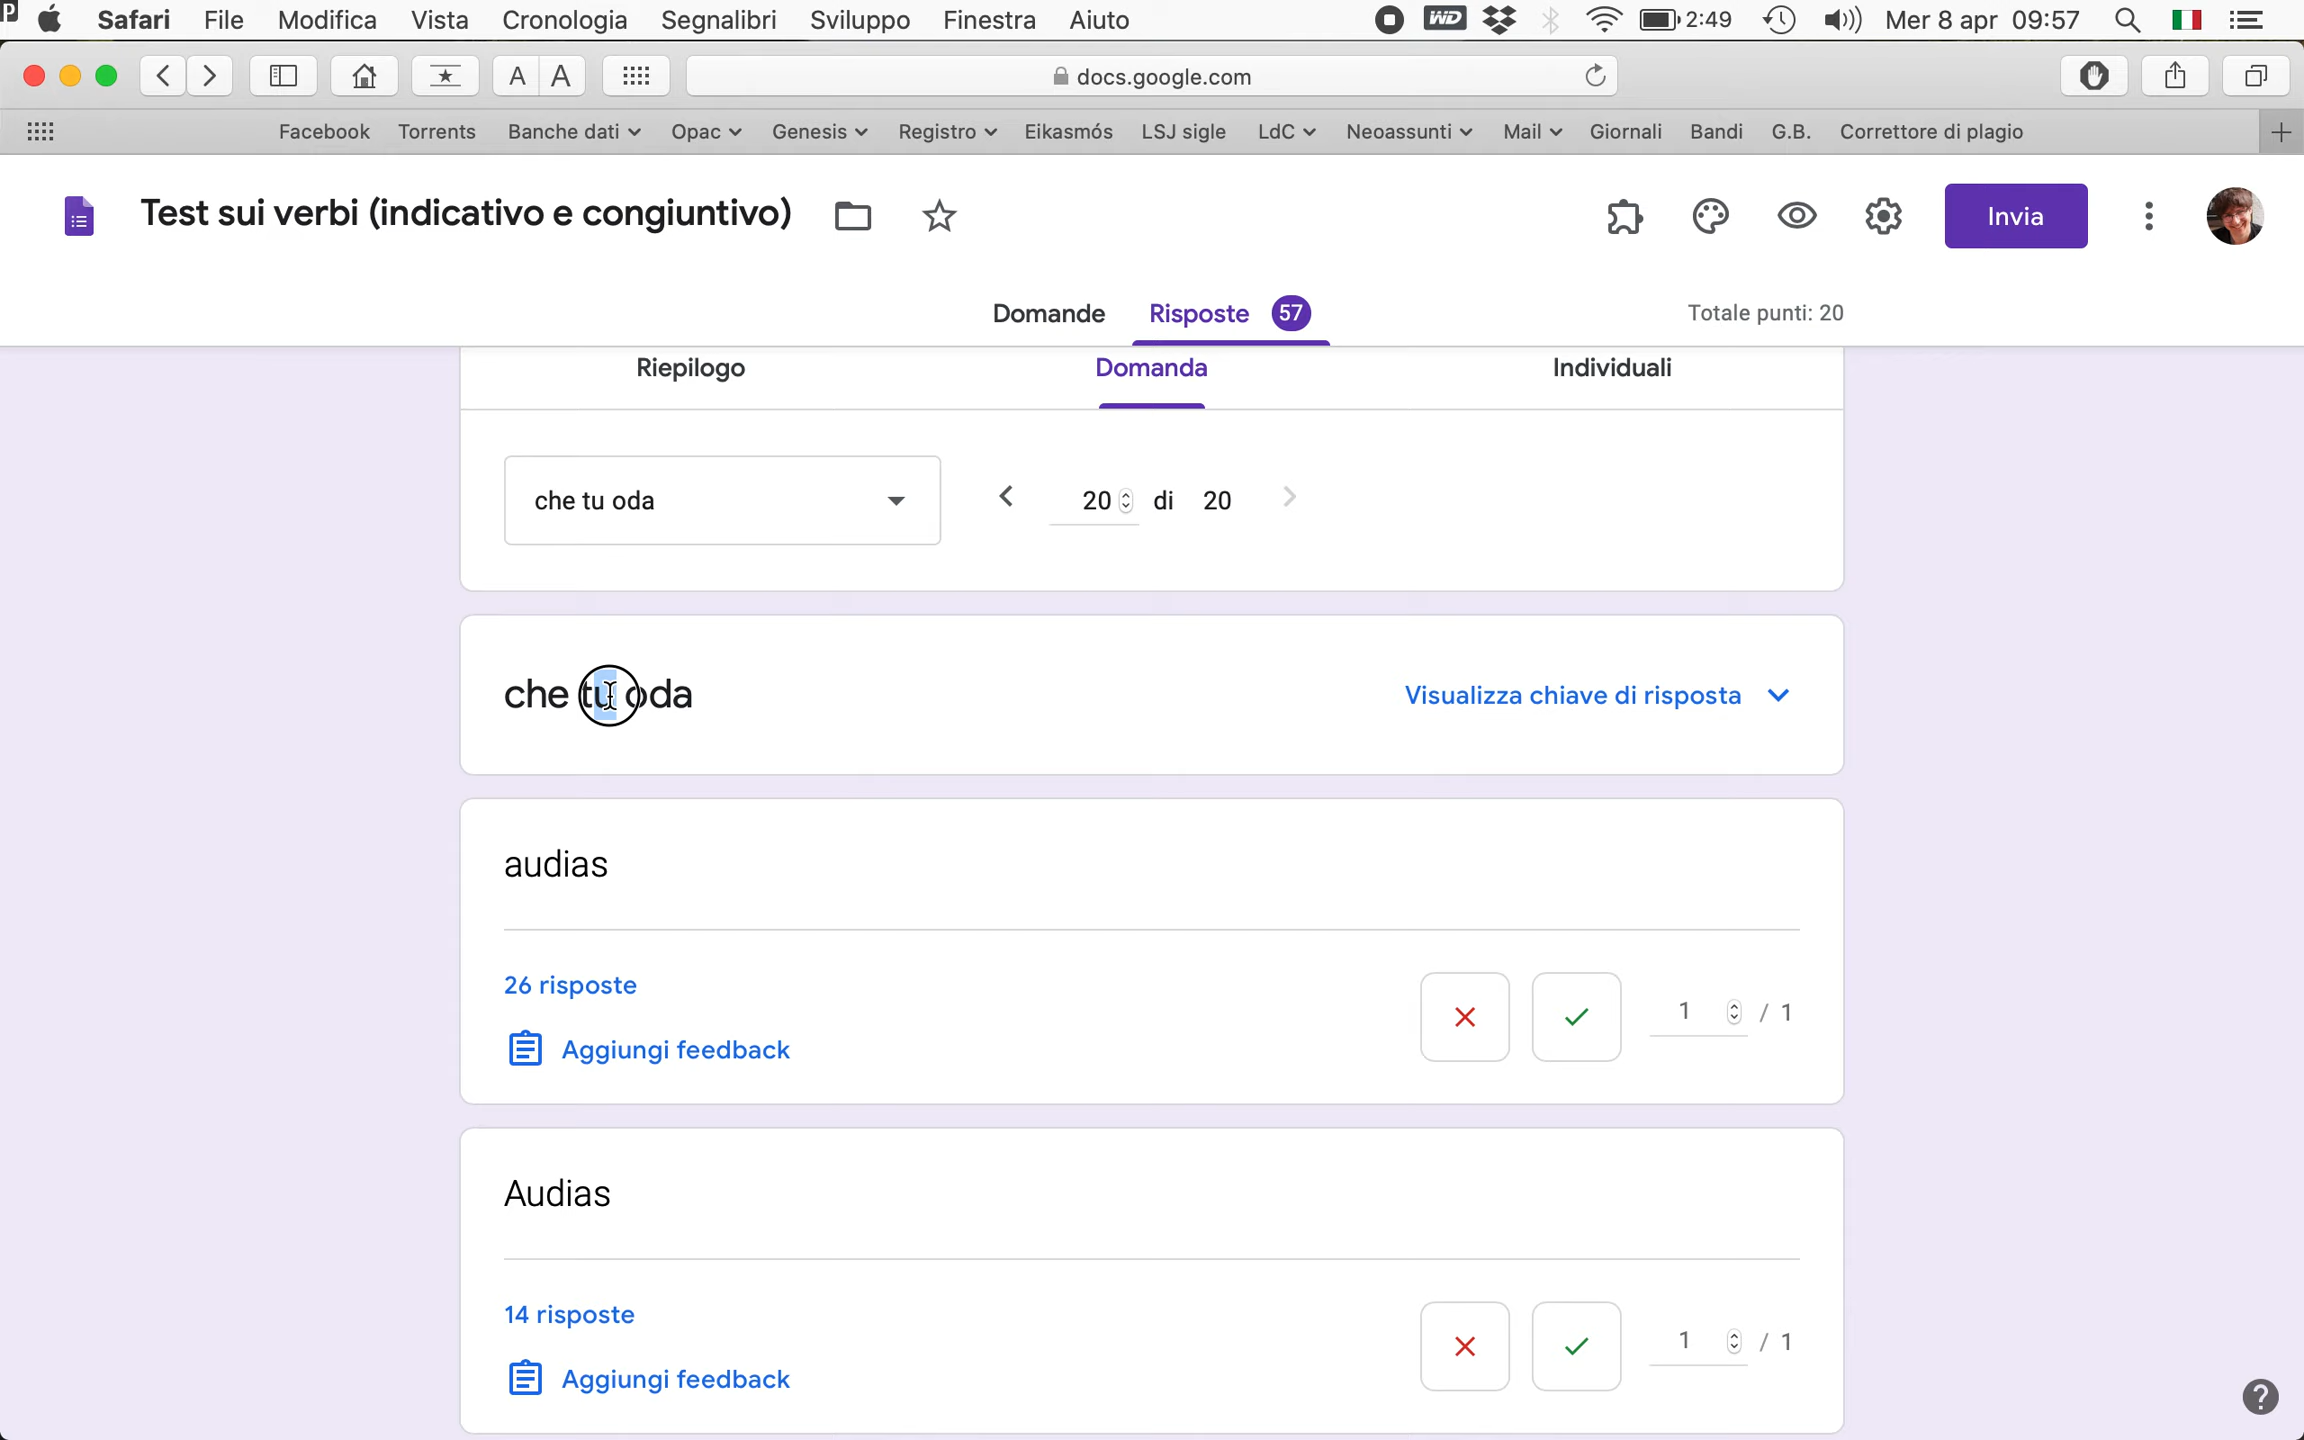 Safari File Modifica Vista Cronologia Segnalibri Sviluppo Finestra Aiuto WD 2:49 Mer 8 apr 09:57
A A docs.google.com
Facebook Torrents Banche dati Opac Genesis Registro Eikasmós LSJ sigle LdC Neoassunti Mail Giornali Bandi G.B. Correttore di plagio
Test sui verbi (indicativo e congiuntivo) Invia
Domande Risposte 57 Totale punti: 20
Riepilogo Domanda Individuali
che tu oda 20 di 20
che tu oda Visualizza chiave di risposta
audias
26 risposte
1 / 1
Aggiungi feedback
Audias
14 risposte
1 / 1
Aggiungi feedback